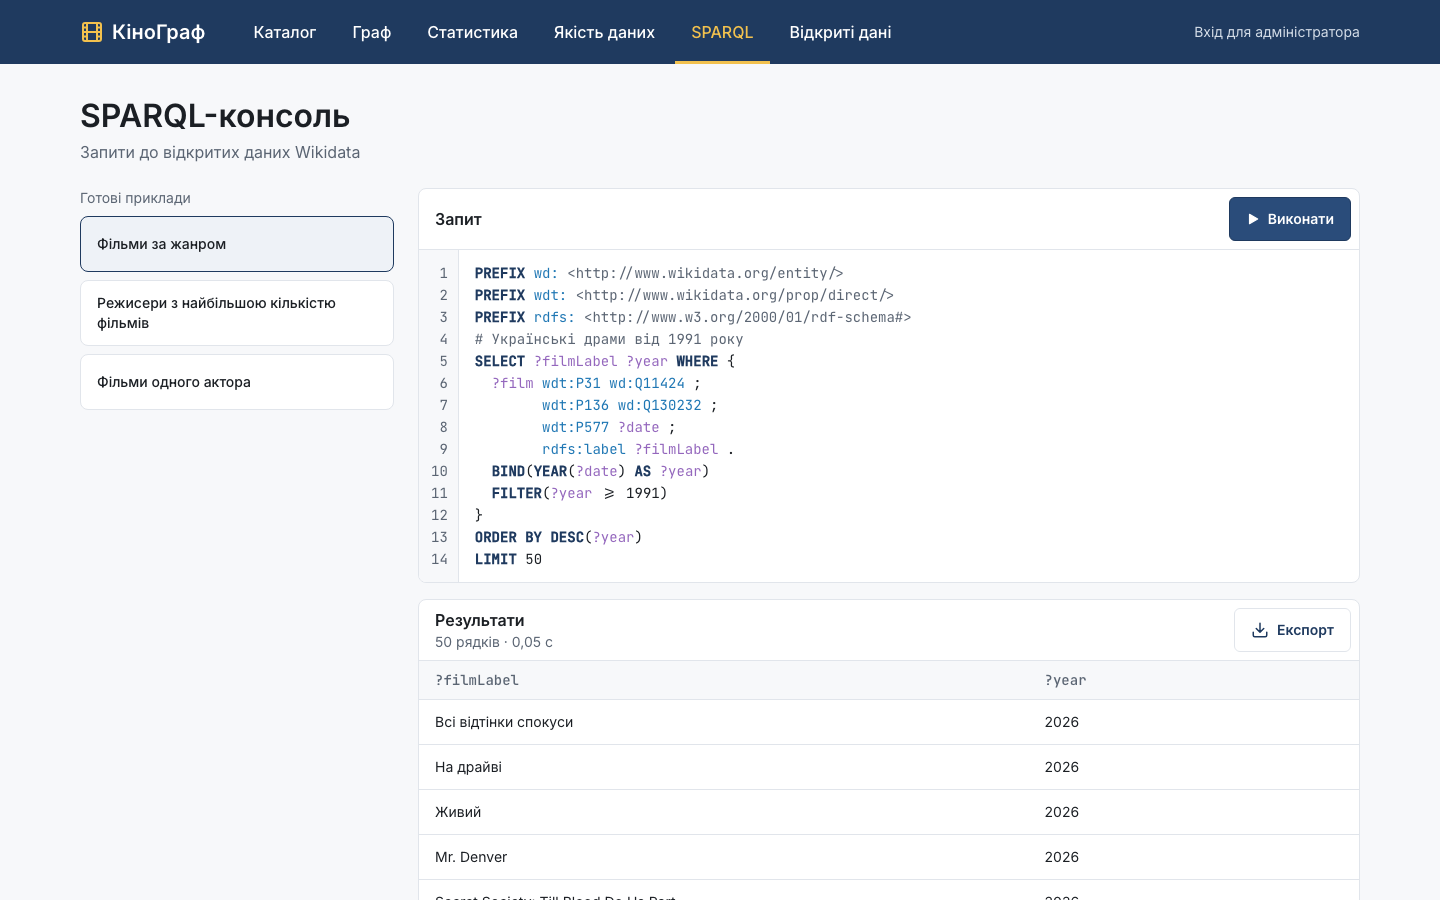 КіноГраф
Каталог
Граф
Статистика
Якість даних
SPARQL
Відкриті дані
Вхід для адміністратора
SPARQL-консоль
Запити до відкритих даних Wikidata
Готові приклади
Фільми за жанром
Режисери з найбільшою кількістю
фільмів
Фільми одного актора
Запит
Виконати
1 PREFIX wd: <http://www.wikidata.org/entity/>
2 PREFIX wdt: <http://www.wikidata.org/prop/direct/>
3 PREFIX rdfs: <http://www.w3.org/2000/01/rdf-schema#>
4 # Українські драми від 1991 року
5 SELECT ?filmLabel ?year WHERE {
6   ?film wdt:P31 wd:Q11424 ;
7         wdt:P136 wd:Q130232 ;
8         wdt:P577 ?date ;
9         rdfs:label ?filmLabel .
10   BIND(YEAR(?date) AS ?year)
11   FILTER(?year >= 1991)
12 }
13 ORDER BY DESC(?year)
14 LIMIT 50
Результати
50 рядків · 0,05 с
Експорт
?filmLabel ?year
Всі відтінки спокуси 2026
На драйві 2026
Живий 2026
Mr. Denver 2026